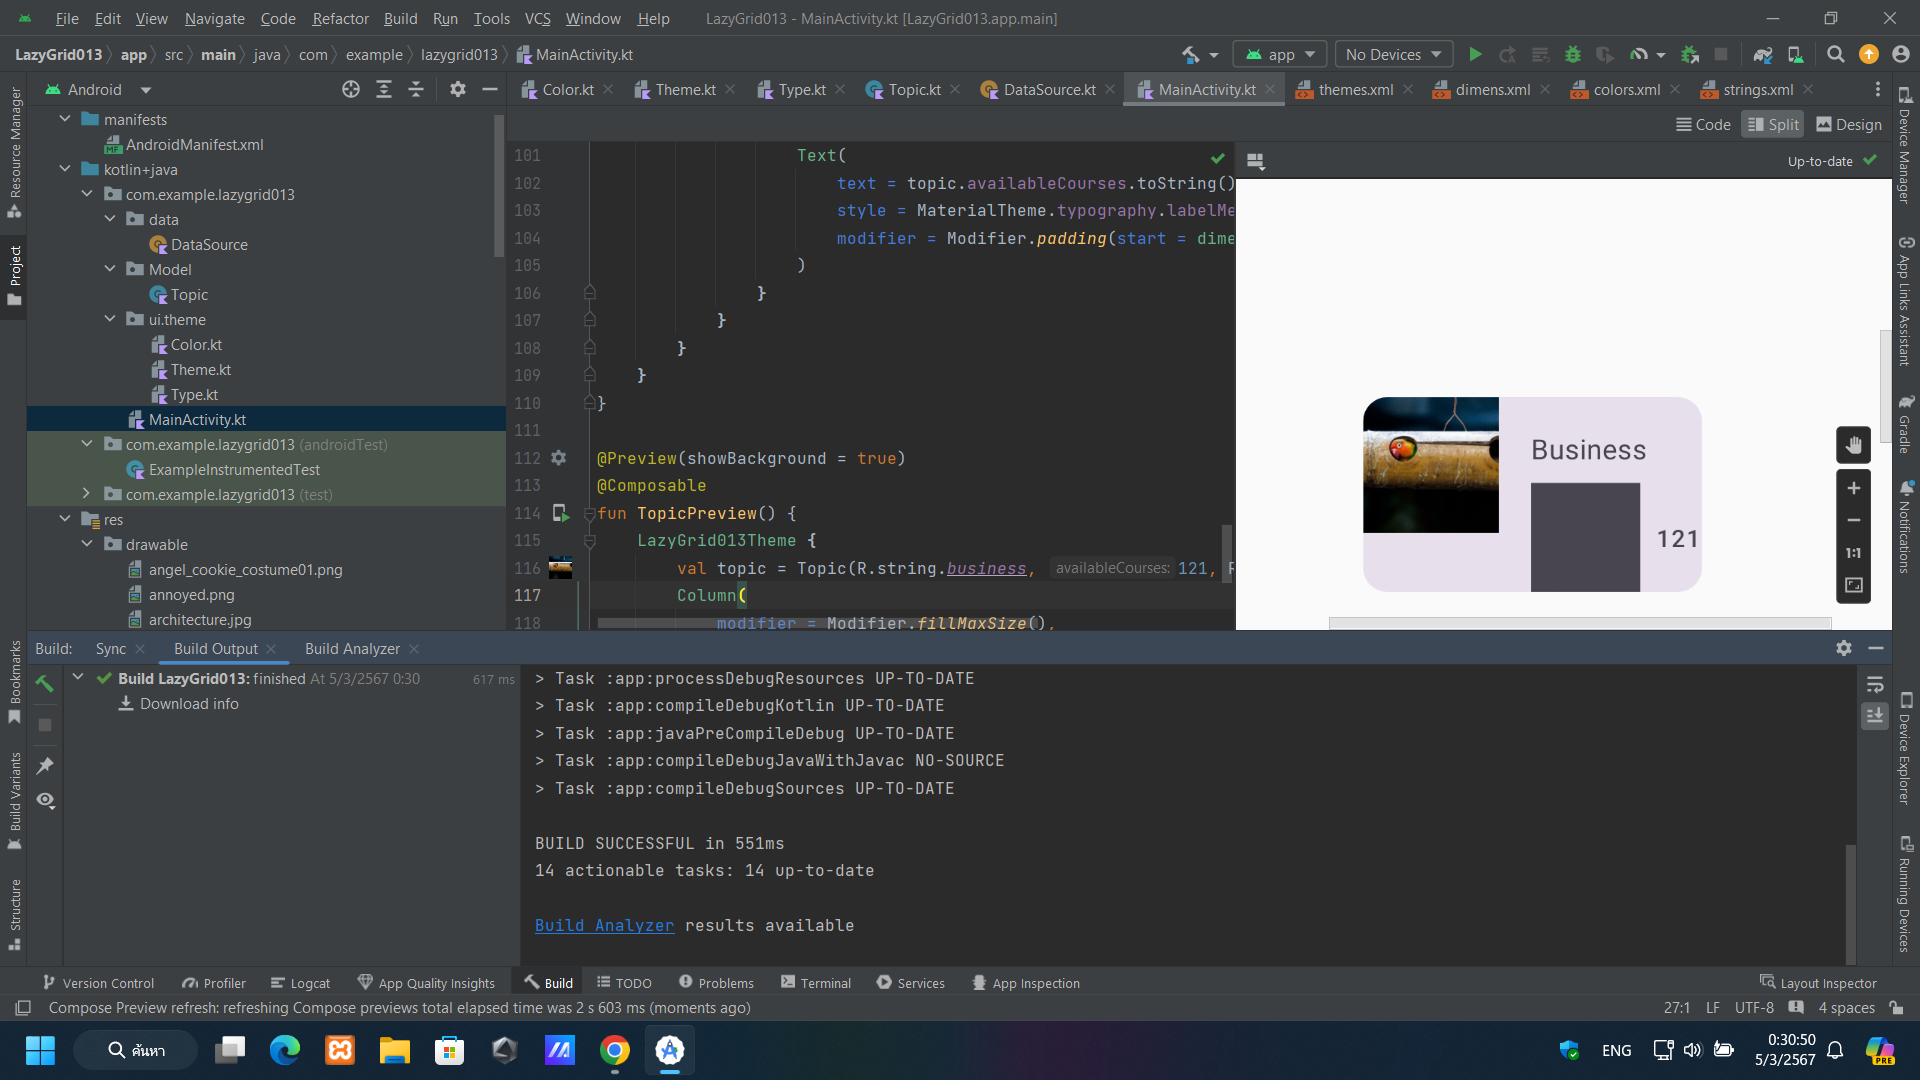 File Edit View Navigate Code Refactor Build Run Tools VCS Window Help LazyGrid013 - MainActivity.kt [LazyGrid013.app.main]
LazyGrid013 app src main java com example lazygrid013 MainActivity.kt app No Devices
Android
Color.kt Theme.kt Type.kt Topic.kt DataSource.kt MainActivity.kt themes.xml dimens.xml colors.xml strings.xml
Code Split Design
Up-to-date
Resource Manager
Project
Bookmarks
Build Variants
Structure
manifests
AndroidManifest.xml
kotlin+java
com.example.lazygrid013
data
DataSource
Model
Topic
ui.theme
Color.kt
Theme.kt
Type.kt
MainActivity.kt
com.example.lazygrid013 (androidTest)
ExampleInstrumentedTest
com.example.lazygrid013 (test)
res
drawable
angel_cookie_costume01.png
annoyed.png
architecture.jpg
101 Text(
102 text = topic.availableCourses.toString()
103 style = MaterialTheme.typography.labelMe
104 modifier = Modifier.padding(start = dime
105 )
106 }
107 }
108 }
109 }
110 }
111
112 @Preview(showBackground = true)
113 @Composable
114 fun TopicPreview() {
115 LazyGrid013Theme {
116 val topic = Topic(R.string.business, availableCourses: 121, R
117 Column(
118 modifier = Modifier.fillMaxSize(),
Business
121
1:1
Device Manager
App Links Assistant
Gradle
Notifications
Device Explorer
Running Devices
Build: Sync Build Output Build Analyzer
Build LazyGrid013: finished At 5/3/2567 0:30 617 ms
Download info
> Task :app:processDebugResources UP-TO-DATE
> Task :app:compileDebugKotlin UP-TO-DATE
> Task :app:javaPreCompileDebug UP-TO-DATE
> Task :app:compileDebugJavaWithJavac NO-SOURCE
> Task :app:compileDebugSources UP-TO-DATE
BUILD SUCCESSFUL in 551ms
14 actionable tasks: 14 up-to-date
Build Analyzer results available
Version Control Profiler Logcat App Quality Insights Build TODO Problems Terminal Services App Inspection Layout Inspector
Compose Preview refresh: refreshing Compose previews total elapsed time was 2 s 603 ms (moments ago) 27:1 LF UTF-8 4 spaces
ค้นหา ENG 0:30:50
5/3/2567
PRE